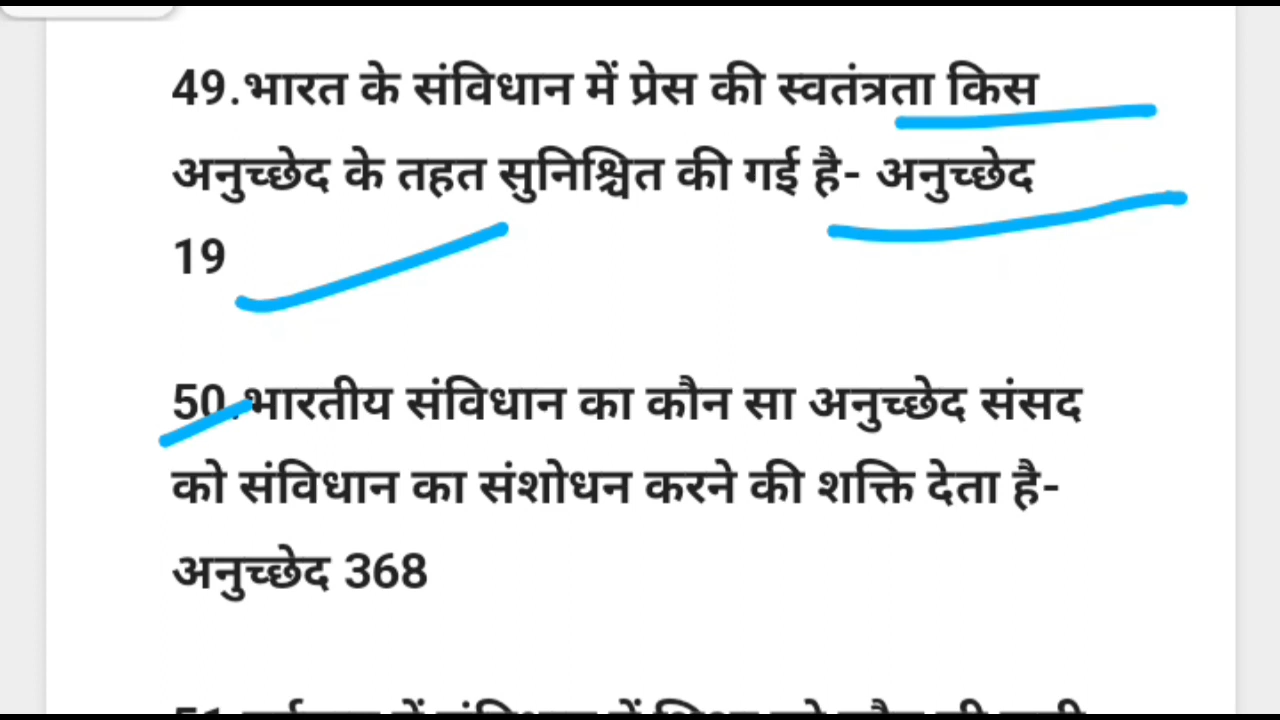 49.भारत के संविधान में प्रेस की स्वतंत्रता किस
अनुच्छेद के तहत सुनिश्चित की गई है- अनुच्छेद
19
50.भारतीय संविधान का कौन सा अनुच्छेद संसद
को संविधान का संशोधन करने की शक्ति देता है-
अनुच्छेद 368